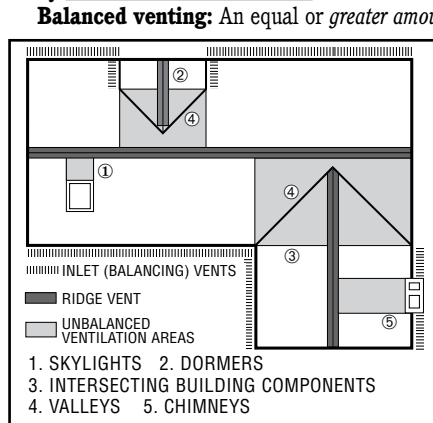 Balanced venting: An equal or greater amou
②
④
①
④
③
⑤
INLET (BALANCING) VENTS
RIDGE VENT
UNBALANCED
VENTILATION AREAS
1. SKYLIGHTS 2. DORMERS
3. INTERSECTING BUILDING COMPONENTS
4. VALLEYS 5. CHIMNEYS